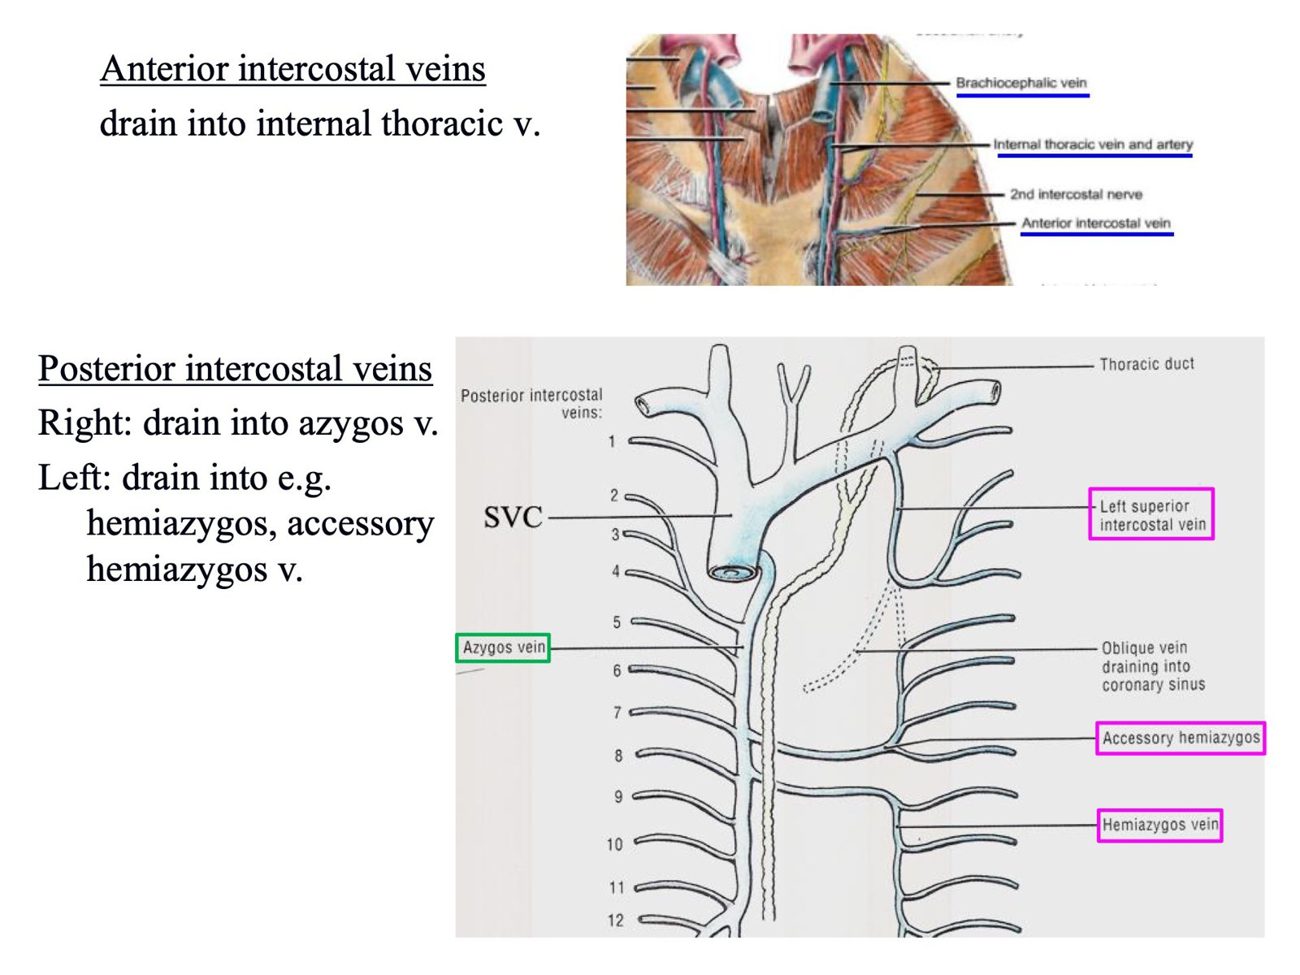 Anterior intercostal veins
drain into internal thoracic v.
Brachiocephalic vein
Internal thoracic vein and artery
2nd intercostal nerve
Anterior intercostal vein
Posterior intercostal veins
Right: drain into azygos v.
Left: drain into e.g.
hemiazygos, accessory
hemiazygos v.
Posterior intercostal
veins:
1
2
3
4
5
6
7
8
9
10
11
12
SVC
Azygos vein
Thoracic duct
Left superior
intercostal vein
Oblique vein
draining into
coronary sinus
Accessory hemiazygos
Hemiazygos vein